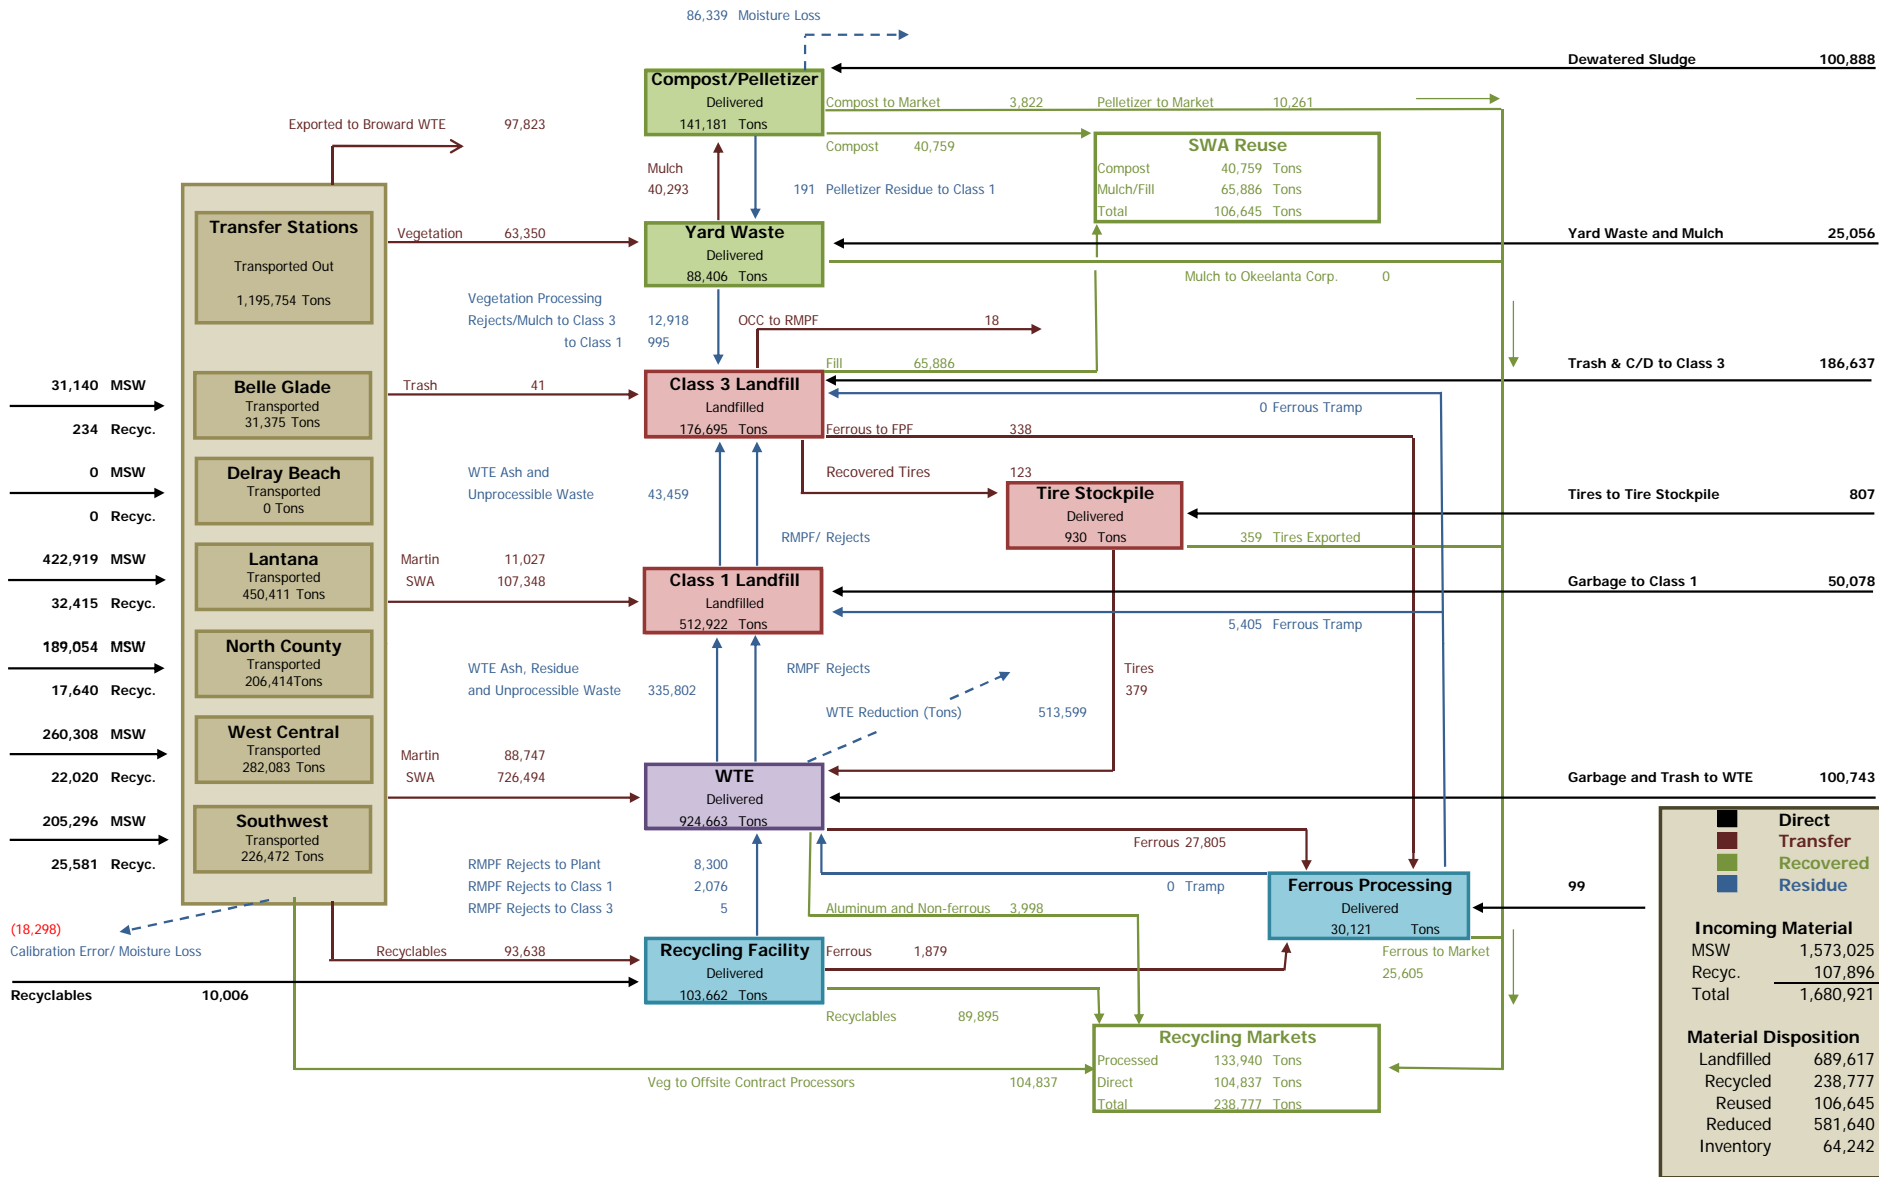 86,339 Moisture Loss
Dewatered Sludge 100,888
Compost/Pelletizer
Delivered
141,181 Tons
Compost to Market 3,822 Pelletizer to Market 10,261
Exported to Broward WTE 97,823
Compost 40,759
SWA Reuse
Compost 40,759 Tons
Mulch/Fill 65,886 Tons
Total 106,645 Tons
Mulch
40,293
191 Pelletizer Residue to Class 1
Transfer Stations
Transported Out
1,195,754 Tons
Vegetation 63,350
Yard Waste
Delivered
88,406 Tons
Yard Waste and Mulch 25,056
Mulch to Okeelanta Corp. 0
Vegetation Processing
Rejects/Mulch to Class 3 12,918
to Class 1 995
OCC to RMPF 18
Fill 65,886
Trash & C/D to Class 3 186,637
31,140 MSW
234 Recyc.
Belle Glade
Transported
31,375 Tons
Trash 41
Class 3 Landfill
Landfilled
176,695 Tons
0 Ferrous Tramp
Ferrous to FPF 338
0 MSW
0 Recyc.
Delray Beach
Transported
0 Tons
WTE Ash and
Unprocessible Waste 43,459
Recovered Tires 123
Tire Stockpile
Delivered
930 Tons
Tires to Tire Stockpile 807
359 Tires Exported
RMPF/ Rejects
422,919 MSW
32,415 Recyc.
Lantana
Transported
450,411 Tons
Martin 11,027
SWA 107,348
Class 1 Landfill
Landfilled
512,922 Tons
Garbage to Class 1 50,078
5,405 Ferrous Tramp
189,054 MSW
17,640 Recyc.
North County
Transported
206,414Tons
WTE Ash, Residue
and Unprocessible Waste 335,802
RMPF Rejects
Tires
379
WTE Reduction (Tons) 513,599
260,308 MSW
22,020 Recyc.
West Central
Transported
282,083 Tons
Martin 88,747
SWA 726,494
WTE
Delivered
924,663 Tons
Garbage and Trash to WTE 100,743
205,296 MSW
25,581 Recyc.
Southwest
Transported
226,472 Tons
Ferrous 27,805
RMPF Rejects to Plant 8,300
RMPF Rejects to Class 1 2,076
RMPF Rejects to Class 3 5
0 Tramp
Aluminum and Non-ferrous 3,998
Ferrous Processing
Delivered
30,121 Tons
99
(18,298)
Calibration Error/ Moisture Loss
Recyclables 93,638
Recycling Facility
Delivered
103,662 Tons
Ferrous 1,879
Ferrous to Market
25,605
Recyclables 10,006
Recyclables 89,895
Recycling Markets
Processed 133,940 Tons
Direct 104,837 Tons
Total 238,777 Tons
Veg to Offsite Contract Processors 104,837
Direct
Transfer
Recovered
Residue
Incoming Material
MSW 1,573,025
Recyc. 107,896
Total 1,680,921
Material Disposition
Landfilled 689,617
Recycled 238,777
Reused 106,645
Reduced 581,640
Inventory 64,242